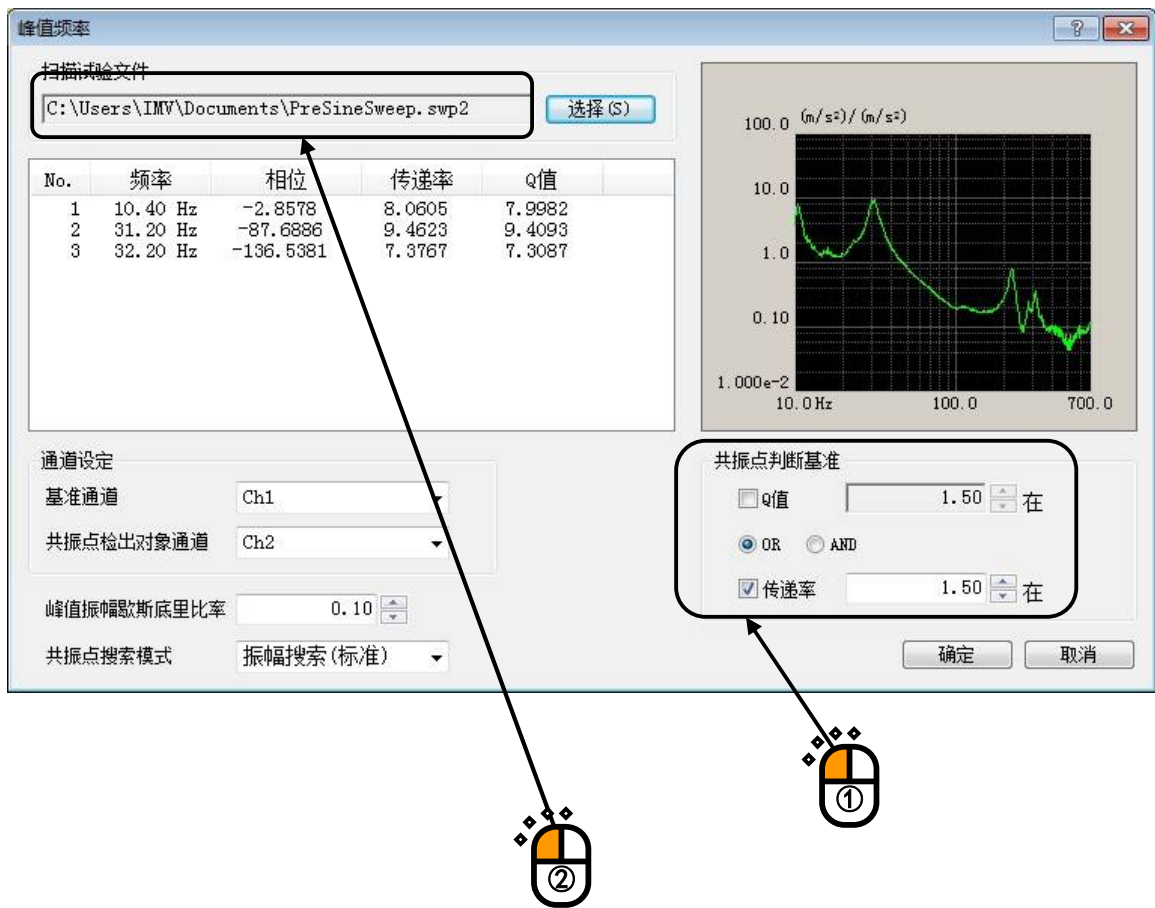 峰值频率
扫描试验文件
C:\Users\IMV\Documents\PreSineSweep.swp2 选择(S)
No. 频率 相位 传递率 Q值
1 10.40 Hz -2.8578 8.0605 7.9982
2 31.20 Hz -87.6886 9.4623 9.4093
3 32.20 Hz -136.5381 7.3767 7.3087
100.0 (m/s²)/(m/s²)
10.0
1.0
0.10
1.000e-2
10.0Hz 100.0 700.0
通道设定
基准通道 Ch1
共振点检出对象通道 Ch2
峰值振幅歇斯底里比率 0.10
共振点搜索模式 振幅搜索(标准)
共振点判断基准
Q值 1.50 在
OR AND
传递率 1.50 在
确定 取消
①
②